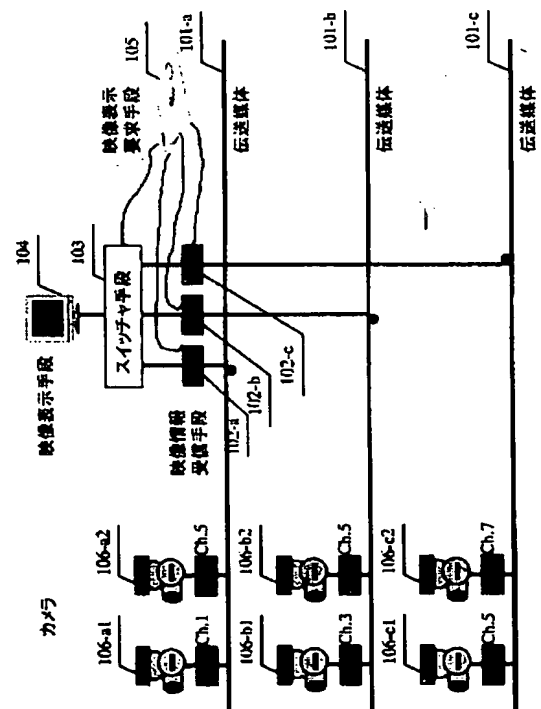 カメラ
106-a1
106-a2
Ch.1
Ch.5
106-b1
106-b2
Ch.3
Ch.5
106-c1
106-c2
Ch.5
Ch.7
映像表示手段
104
103
スイッチャ手段
映像情報
受信手段
102-a
102-b
102-c
映像表示
要求手段
105
101-a
伝送媒体
101-b
伝送媒体
101-c
伝送媒体